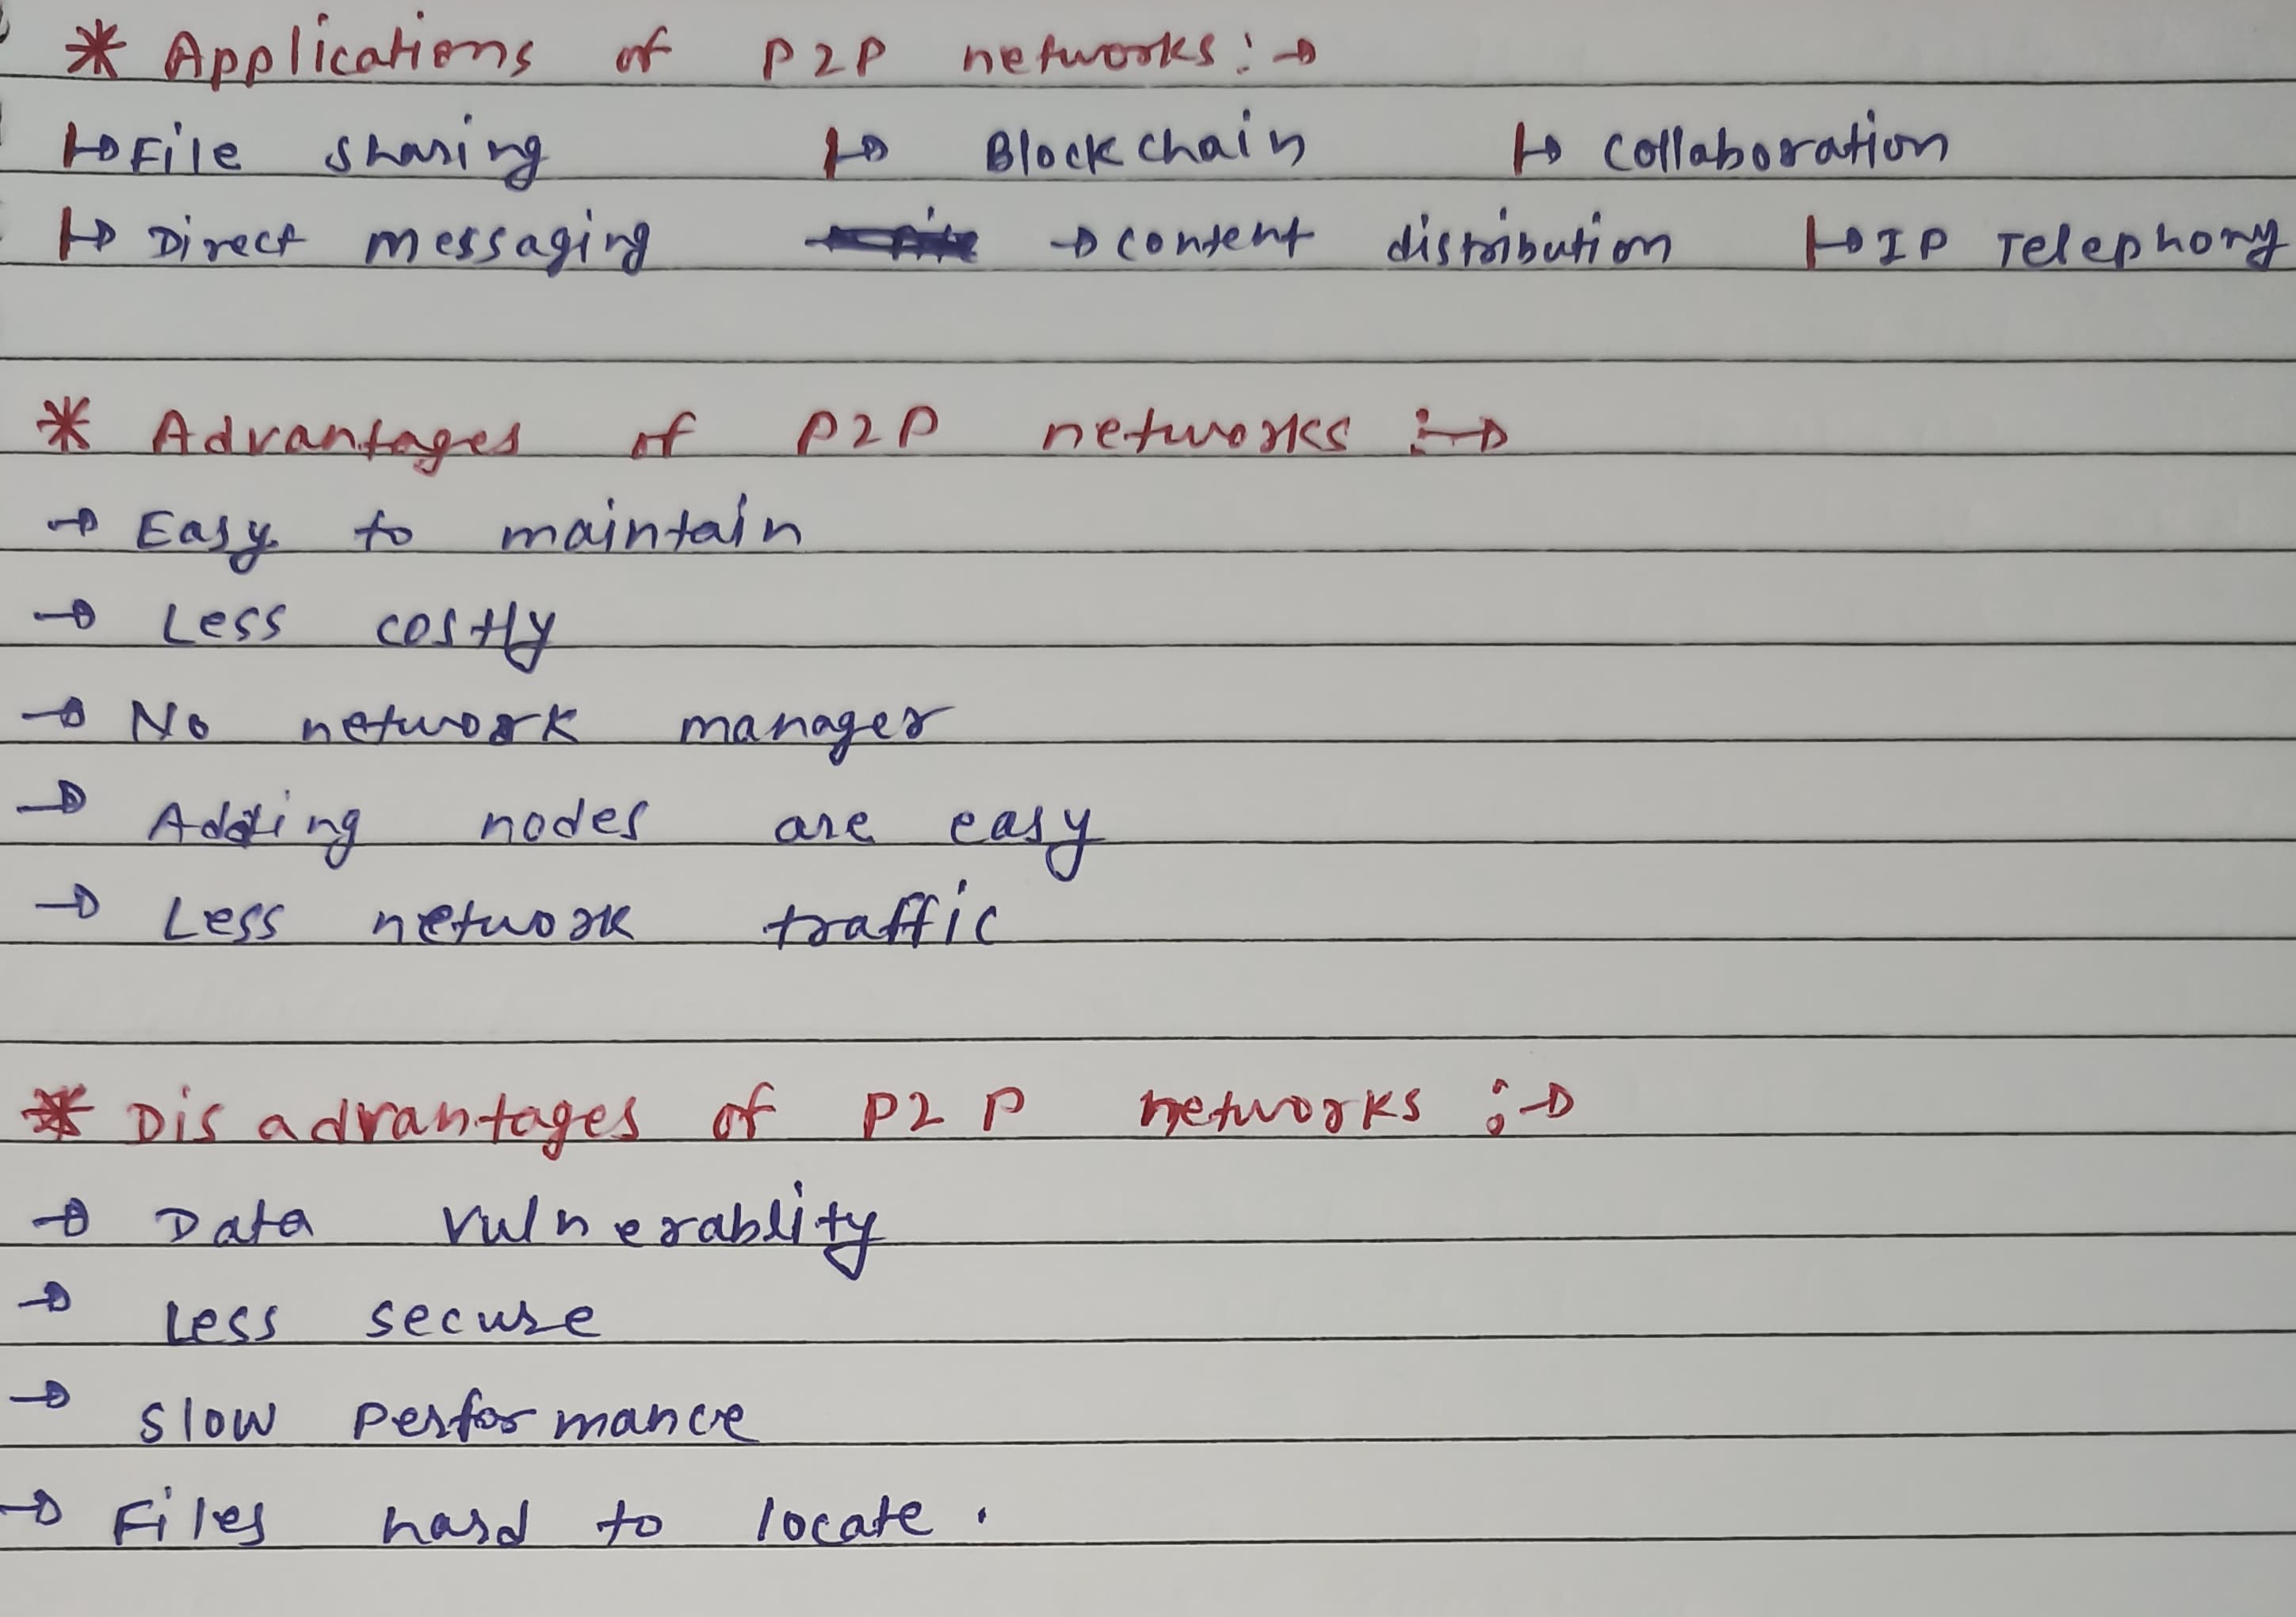 * Applications of P2P networks :→
↦ File sharing ↦ Blockchain ↦ Collaboration
↦ Direct messaging → content distribution ↦ IP Telephony
* Advantages of P2P networks :→
→ Easy to maintain
→ Less costly
→ No network manager
→ Adding nodes are easy
→ Less network traffic
* Disadvantages of P2P networks :→
→ Data vulnerablity
→ Less secure
→ Slow Performance
→ Files hard to locate .